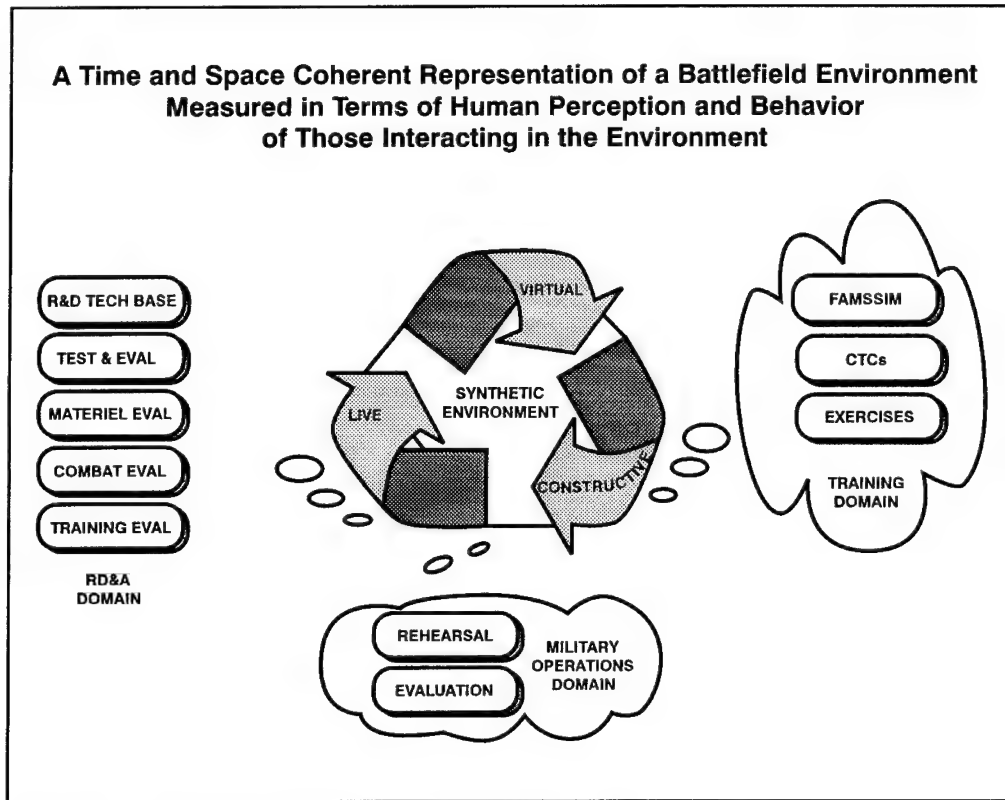 A Time and Space Coherent Representation of a Battlefield Environment
Measured in Terms of Human Perception and Behavior
of Those Interacting in the Environment
R&D TECH BASE
TEST & EVAL
MATERIEL EVAL
COMBAT EVAL
TRAINING EVAL
RD&A
DOMAIN
VIRTUAL
SYNTHETIC
ENVIRONMENT
LIVE
CONSTRUCTIVE
FAMSSIM
CTCs
EXERCISES
TRAINING
DOMAIN
REHEARSAL
EVALUATION
MILITARY
OPERATIONS
DOMAIN